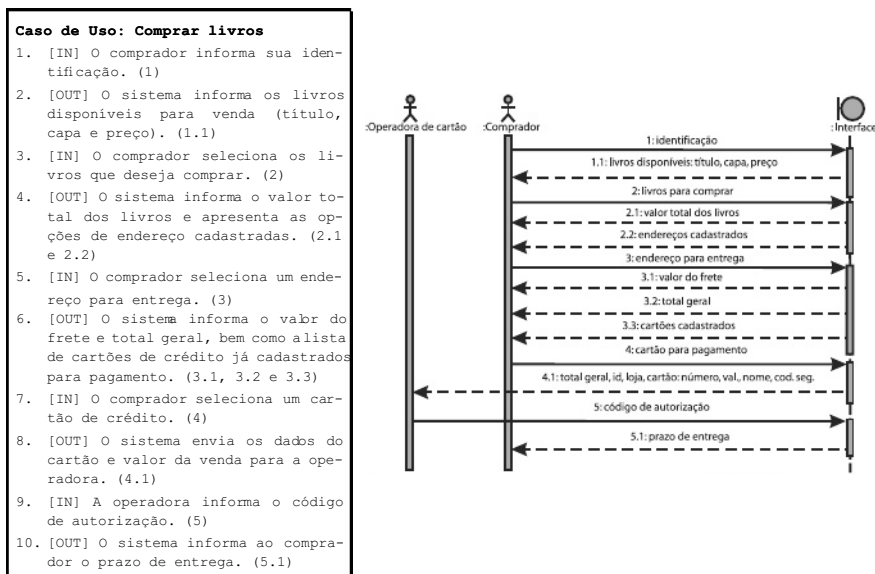 Caso de Uso: Comprar livros
1. [IN] O comprador informa sua iden-
tificação. (1)
2. [OUT] O sistema informa os livros
disponíveis para venda (título,
capa e preço). (1.1)
3. [IN] O comprador seleciona os li-
vros que deseja comprar. (2)
4. [OUT] O sistema informa o valor to-
tal dos livros e apresenta as op-
ções de endereço cadastradas. (2.1
e 2.2)
5. [IN] O comprador seleciona um ende-
reço para entrega. (3)
6. [OUT] O sistema informa o valor do
frete e total geral, bem como a lista
de cartões de crédito já cadastrados
para pagamento. (3.1, 3.2 e 3.3)
7. [IN] O comprador seleciona um car-
tão de crédito. (4)
8. [OUT] O sistema envia os dados do
cartão e valor da venda para a ope-
radora. (4.1)
9. [IN] A operadora informa o código
de autorização. (5)
10. [OUT] O sistema informa ao compra-
dor o prazo de entrega. (5.1)
:Operadora de cartão
:Comprador
:Interface
1: identificação
1.1: livros disponíveis: título, capa, preço
2: livros para comprar
2.1: valor total dos livros
2.2: endereços cadastrados
3: endereço para entrega
3.1: valor do frete
3.2: total geral
3.3: cartões cadastrados
4: cartão para pagamento
4.1: total geral, id, loja, cartão: número, val., nome, cod. seg.
5: código de autorização
5.1: prazo de entrega